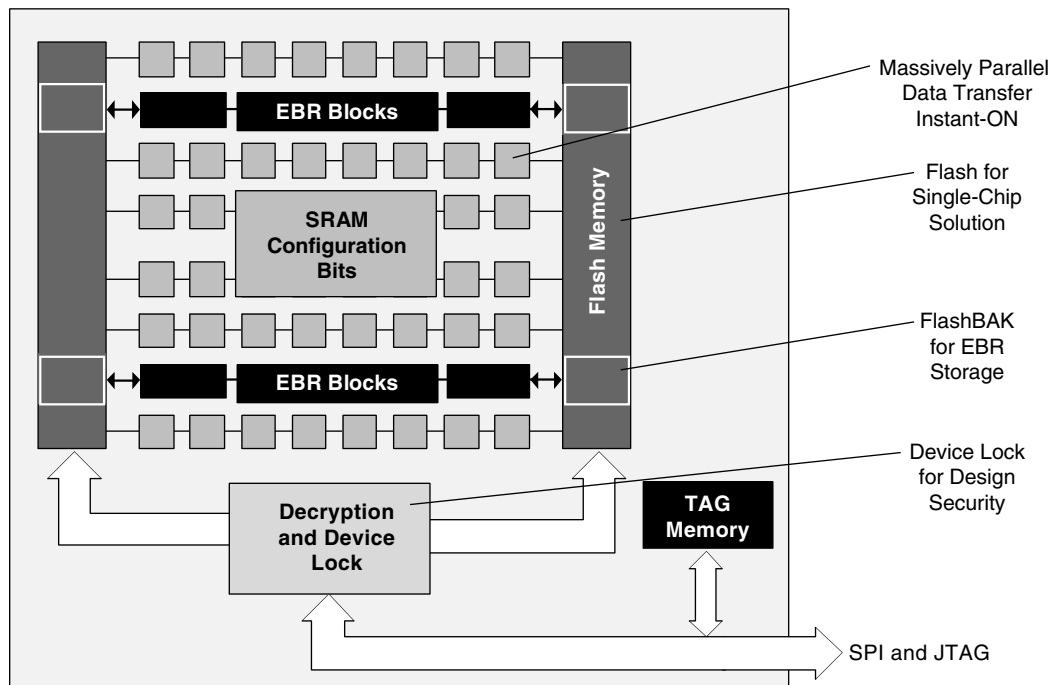 EBR Blocks
SRAM
Configuration
Bits
Flash Memory
EBR Blocks
Decryption
and Device
Lock
TAG
Memory
Massively Parallel
Data Transfer
Instant-ON
Flash for
Single-Chip
Solution
FlashBAK
for EBR
Storage
Device Lock
for Design
Security
SPI and JTAG